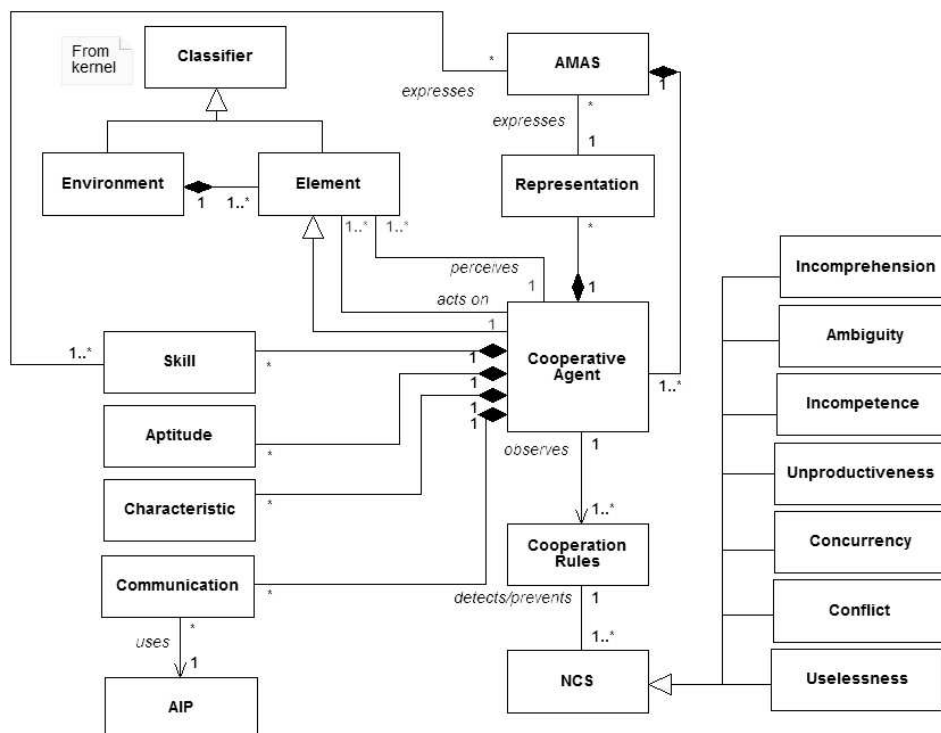 From
kernel
Classifier
AMAS
*
1
expresses
expresses
*
1
Environment
1
1..*
Element
Representation
1..*
1..*
*
perceives
1
1
acts on
1
Incomprehension
Ambiguity
Incompetence
Unproductiveness
Concurrency
Conflict
Uselessness
1..*
Skill
*
1
Cooperative
Agent
1..*
1
1
1
Aptitude
*
observes
1
Characteristic
*
1..*
Cooperation
Rules
Communication
*
detects/prevents
1
*
uses
1
1..*
AIP
NCS